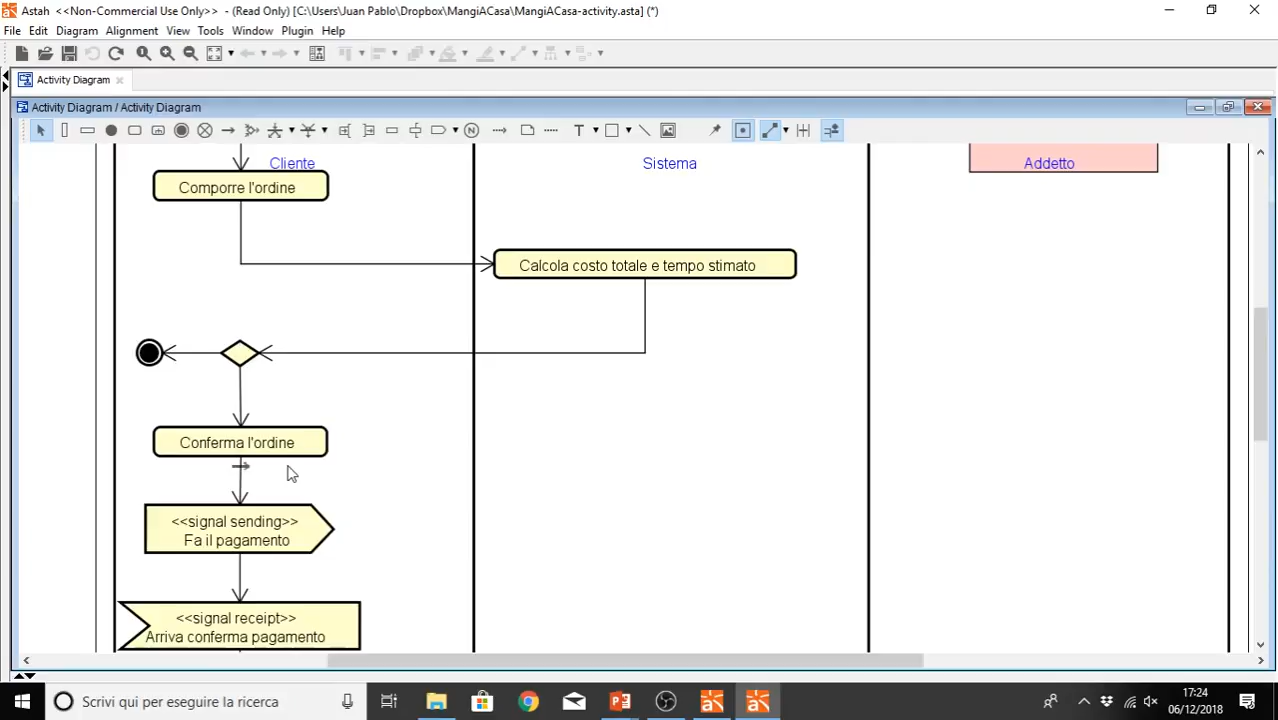 Astah <<Non-Commercial Use Only>> - (Read Only) [C:\Users\Juan Pablo\Dropbox\MangiACasa\MangiACasa-activity.asta] (*)
File Edit Diagram Alignment View Tools Window Plugin Help
Activity Diagram
Activity Diagram / Activity Diagram
Cliente
Sistema
Addetto
Comporre l'ordine
Calcola costo totale e tempo stimato
Conferma l'ordine
<<signal sending>>
Fa il pagamento
<<signal receipt>>
Arriva conferma pagamento
Scrivi qui per eseguire la ricerca
17:24
06/12/2018